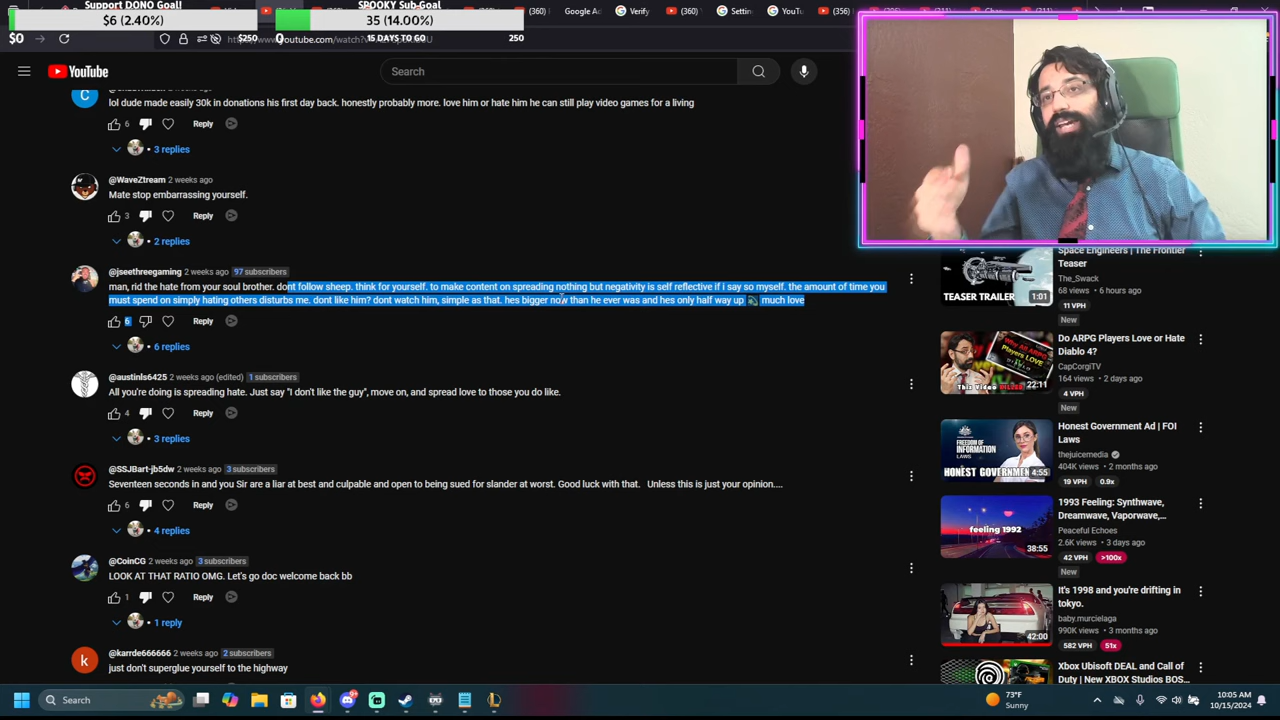 Support DONO Goal!
$6 (2.40%)
$0
$250
SPOOKY Sub Goal
35 (14.00%)
0
15 DAYS TO GO
250
YouTube
Search
lol dude made easily 30k in donations his first day back. honestly probably more. love him or hate him he can still play video games for a living
6
Reply
3 replies
@WaveZtream 2 weeks ago
Mate stop embarrassing yourself.
3
Reply
2 replies
@jseethreegaming 2 weeks ago 97 subscribers
man, rid the hate from your soul brother. dont follow sheep. think for yourself. to make content on spreading nothing but negativity is self reflective if i say so myself. the amount of time you
must spend on simply hating others disturbs me. dont like him? dont watch him, simple as that. hes bigger now than he ever was and hes only half way up much love
6
Reply
6 replies
@austinls6425 2 weeks ago (edited) 1 subscribers
All you're doing is spreading hate. Just say "I don't like the guy", move on, and spread love to those you do like.
4
Reply
3 replies
@SSJBart-jb5dw 2 weeks ago 3 subscribers
Seventeen seconds in and you Sir are a liar at best and culpable and open to being sued for slander at worst. Good luck with that. Unless this is just your opinion....
6
Reply
4 replies
@CoinCG 2 weeks ago 3 subscribers
LOOK AT THAT RATIO OMG. Let's go doc welcome back bb
1
Reply
1 reply
@karrde666666 2 weeks ago 2 subscribers
just don't superglue yourself to the highway
Space Engineers | The Frontier
Teaser
The_Swack
68 views • 6 days ago
11 VPH
New
TEASER TRAILER
1:01
Do ARPG Players Love or Hate
Diablo 4?
CapCorgiTV
164 views • 2 days ago
4 VPH
New
22:11
Honest Government Ad | FOI
Laws
thejuicemedia
404K views • 2 months ago
19 VPH 0.9x
FREEDOM OF
INFORMATION
LAWS
4:55
1993 Feeling: Synthwave,
Dreamwave, Vaporwave,...
Peaceful Echoes
2.6K views • 3 days ago
42 VPH >100x
New
feeling 1992
38:55
It's 1998 and you're drifting in
tokyo.
baby.murcielaga
990K views • 3 months ago
582 VPH 51x
42:00
Xbox Ubisoft DEAL and Call of
Duty | New XBOX Studios BOS...
Search
73°F
Sunny
10:05 AM
10/15/2024